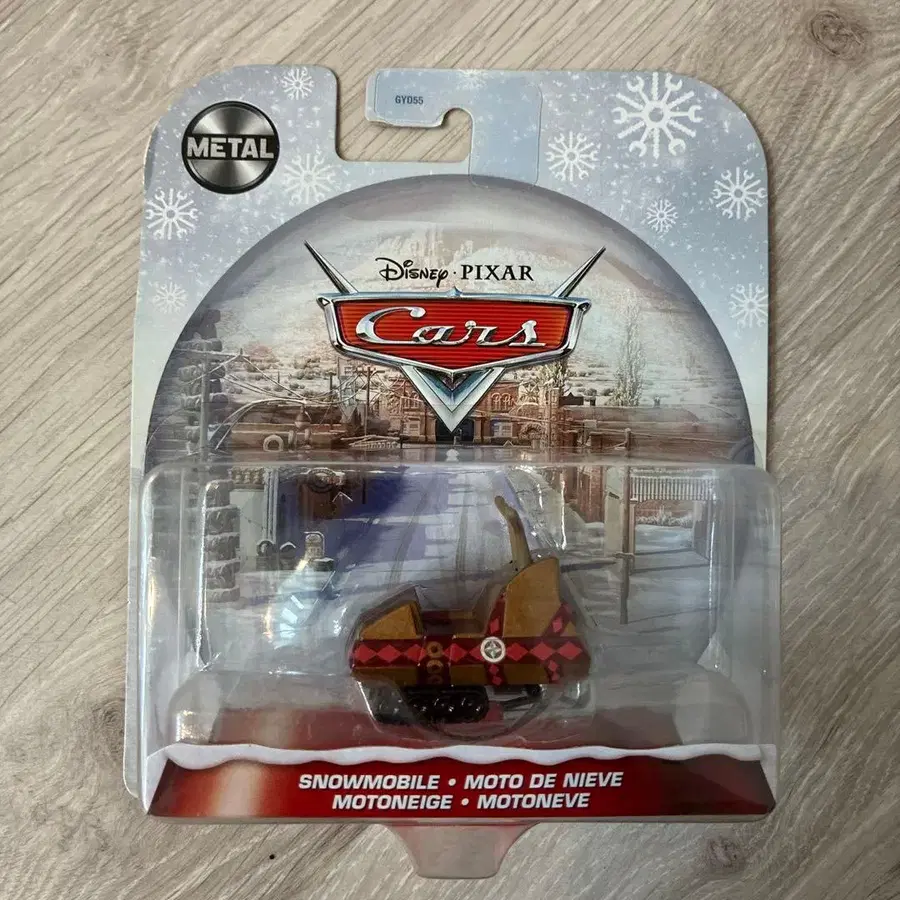 GYD55
METAL
Disney · PIXAR
Cars
SNOWMOBILE • MOTO DE NIEVE
MOTONEIGE • MOTONEVE